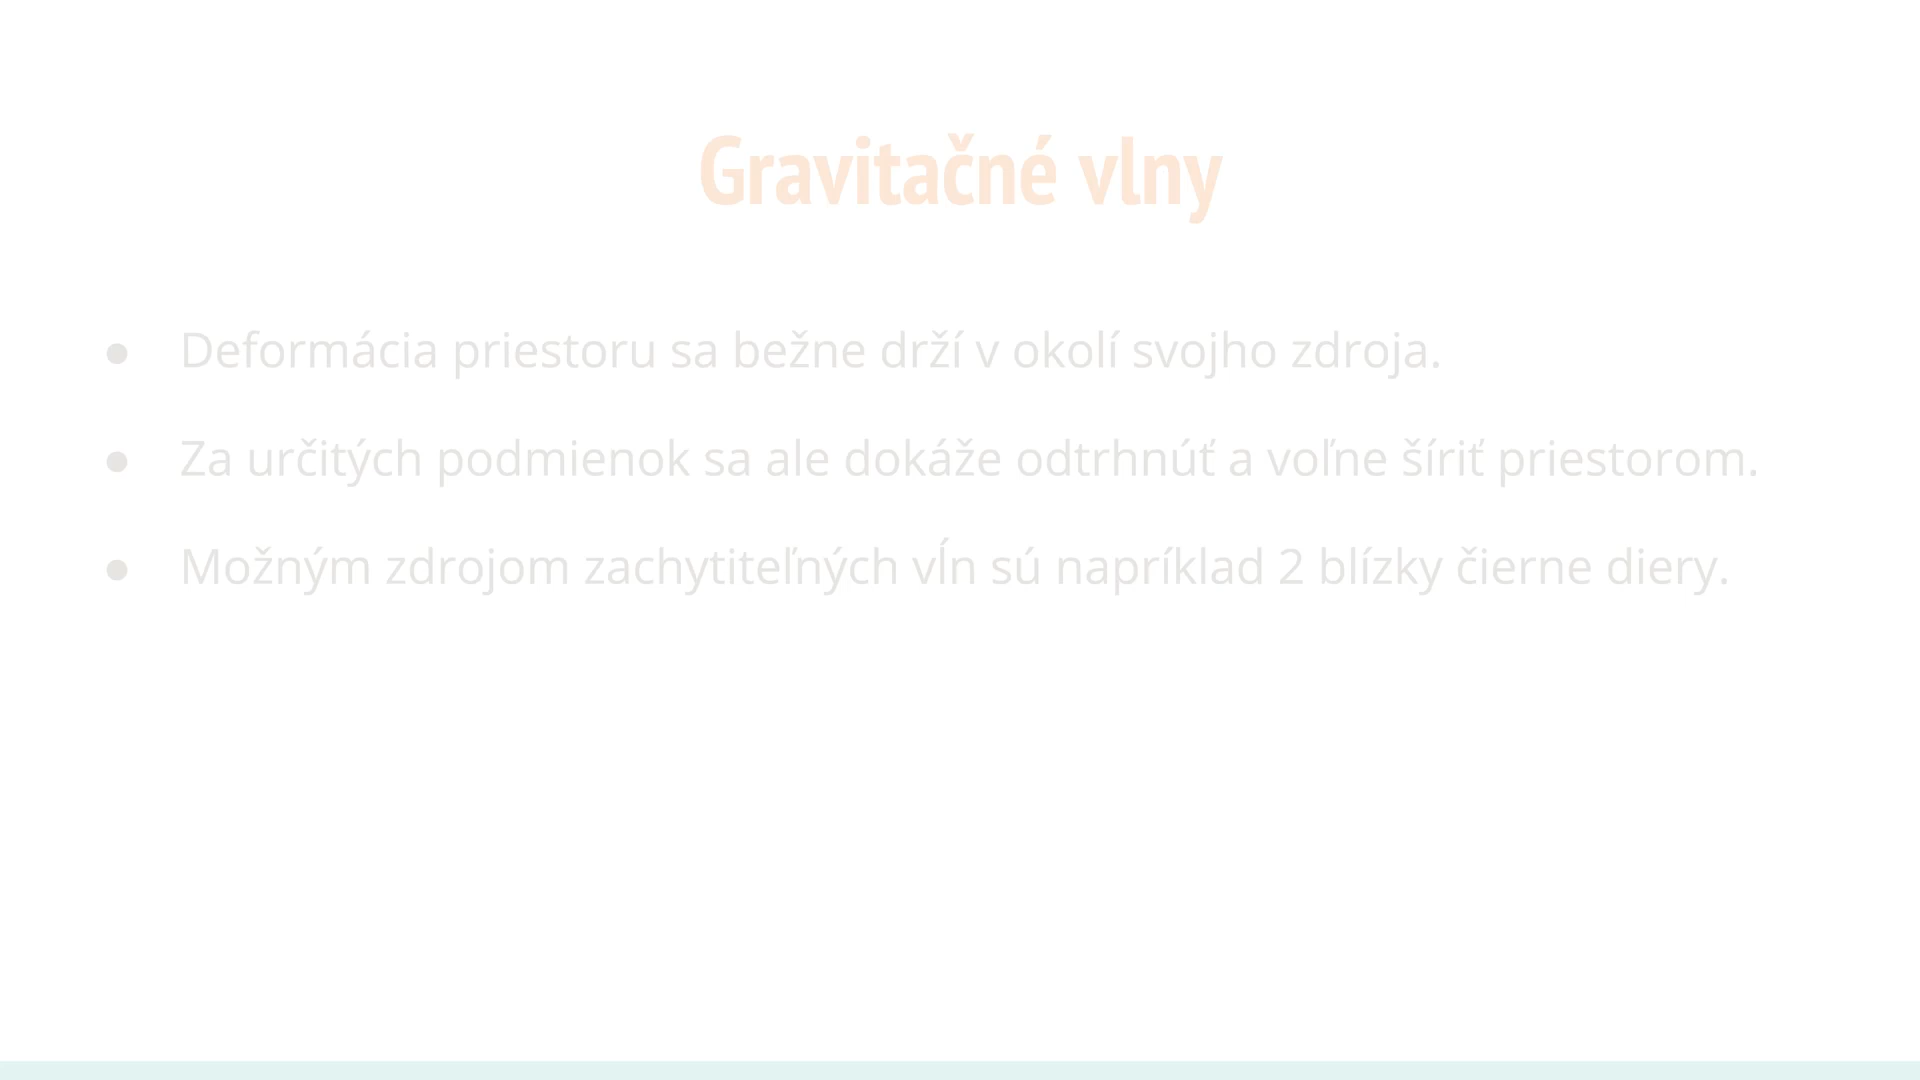 Gravitačné vlny
● Deformácia priestoru sa bežne drží v okolí svojho zdroja.
● Za určitých podmienok sa ale dokáže odtrhnúť a voľne šíriť priestorom.
● Možným zdrojom zachytiteľných vĺn sú napríklad 2 blízky čierne diery.